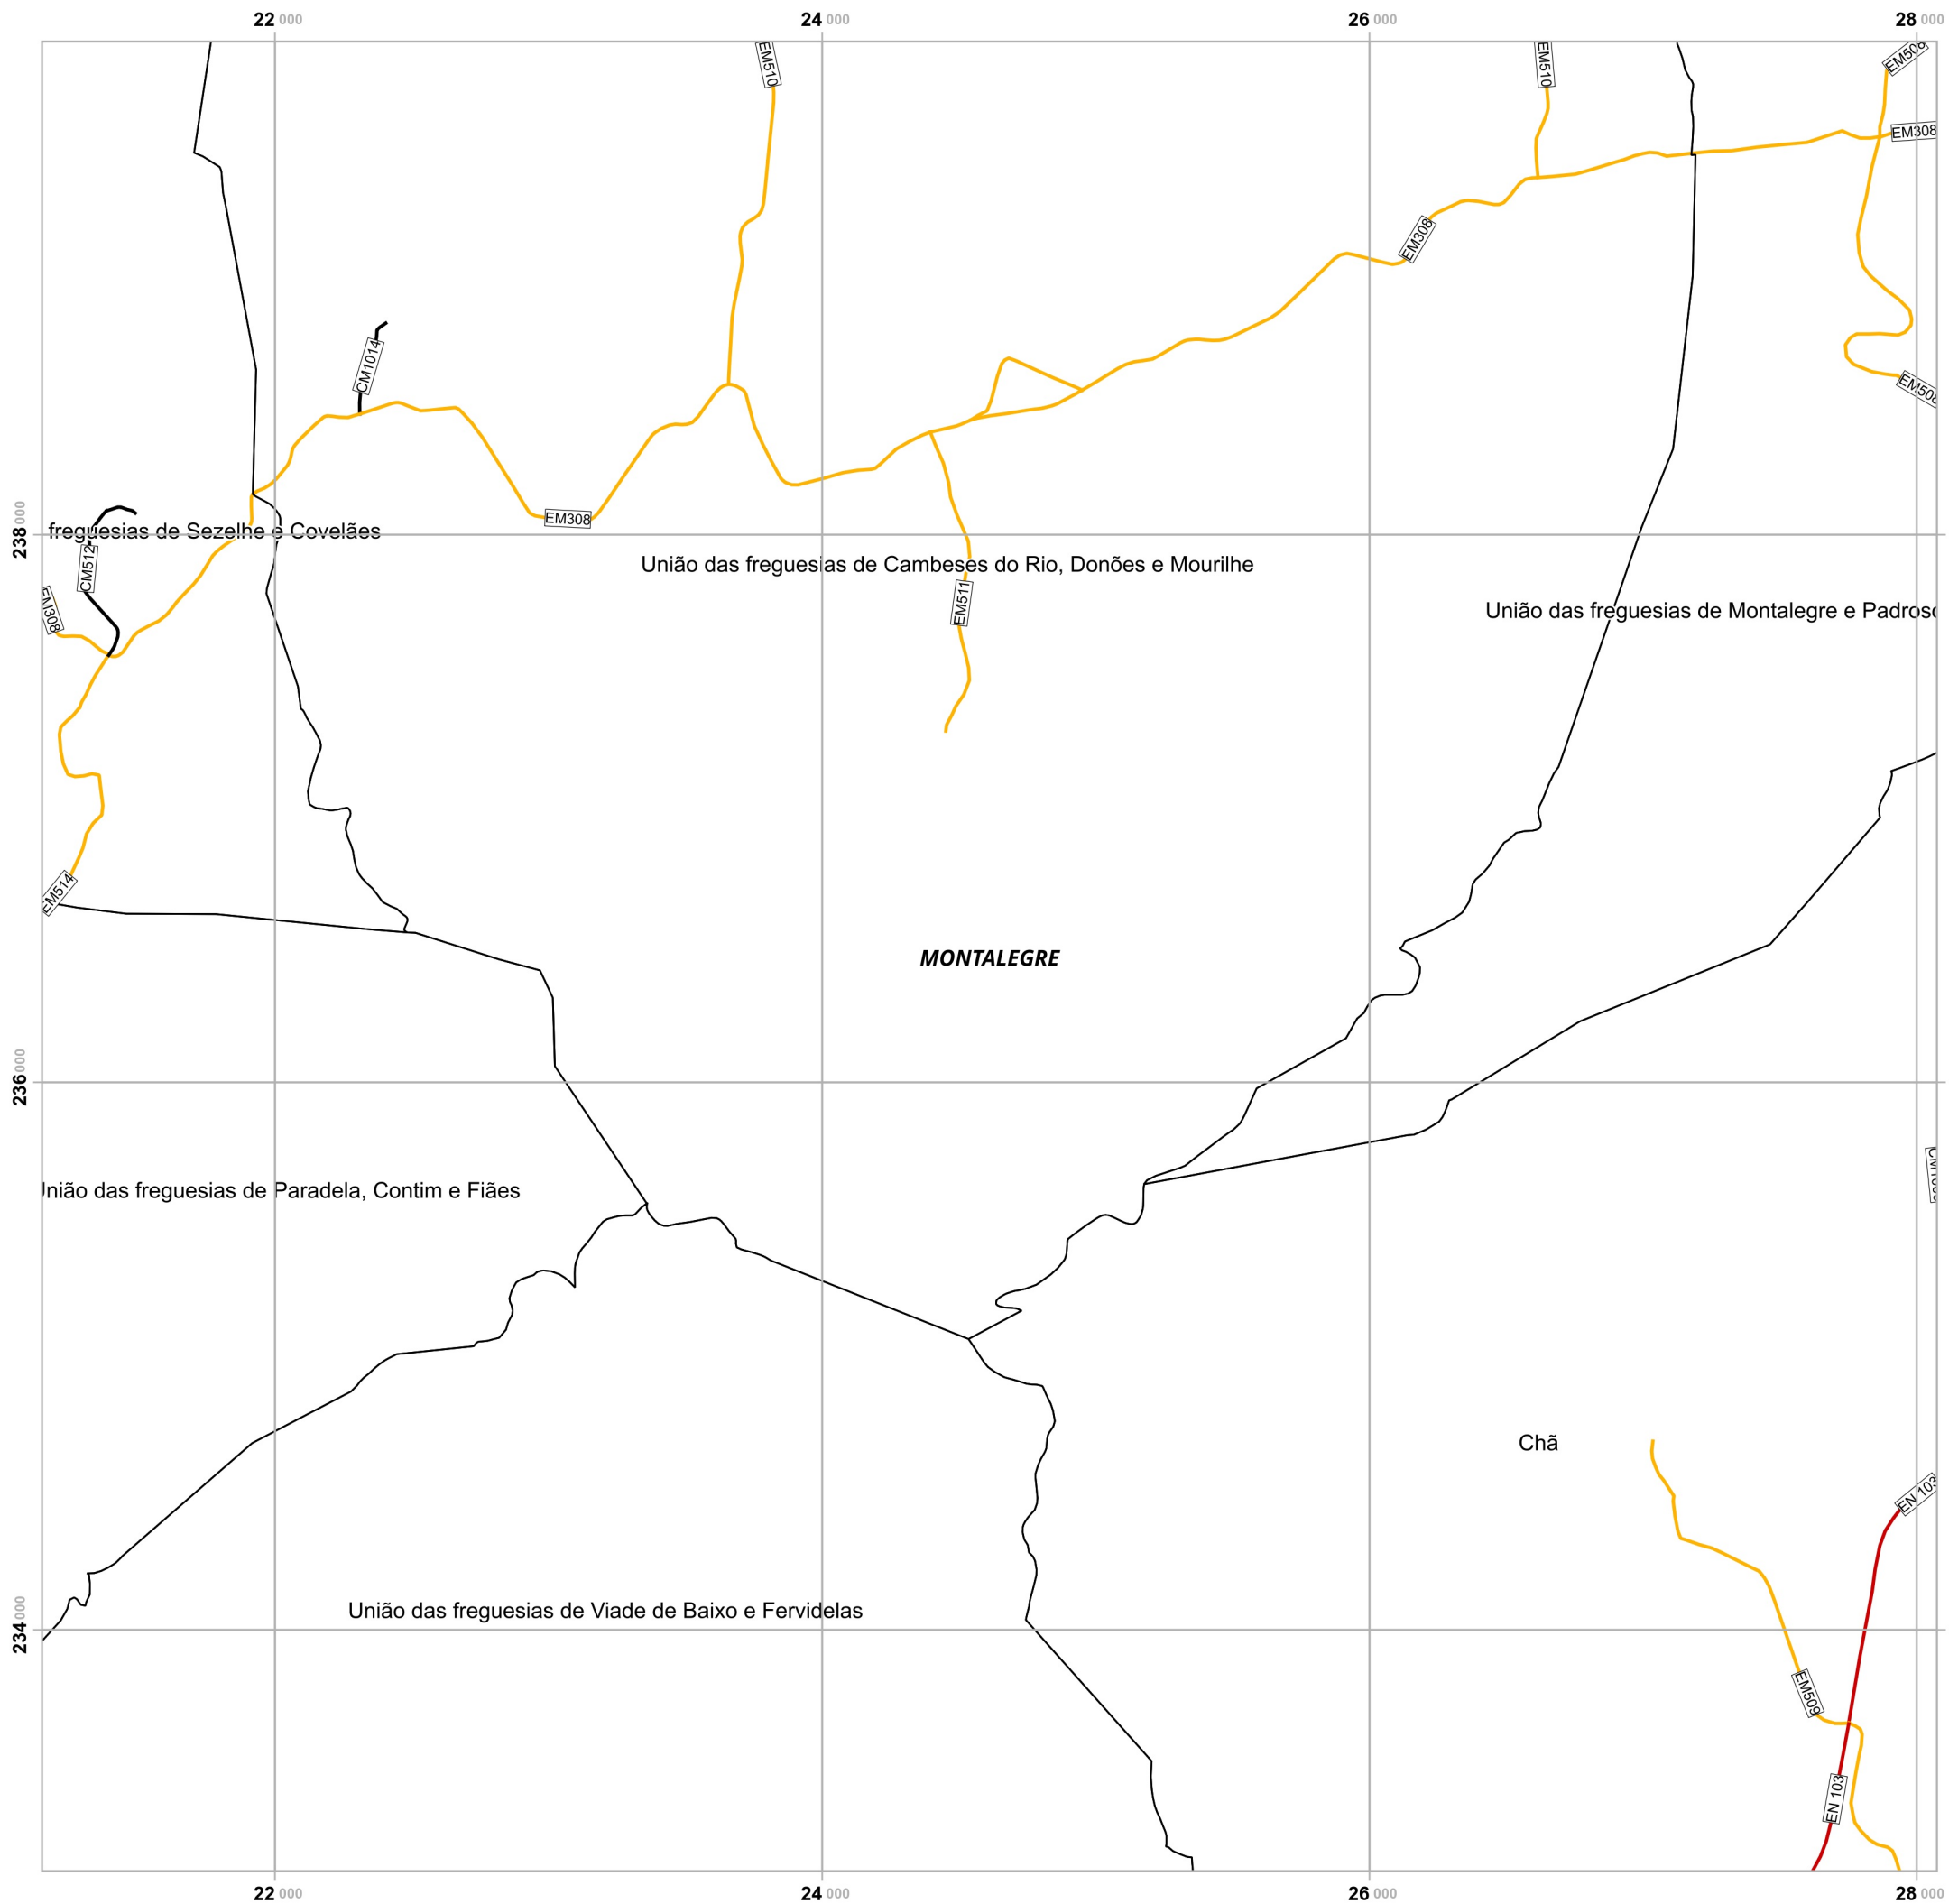 22 000 24 000 26 000 28 000
EM510
EM510
EM508
EM308
EM308
CM1014
EM508
EM308
freguesias de Sezelhe e Covelães
238 000
União das freguesias de Cambeses do Rio, Donões e Mourilhe
CM512
EM308
EM511
União das freguesias de Montalegre e Padroso
EM514
MONTALEGRE
236 000
União das freguesias de Paradela, Contim e Fiães
Chã
EN 103
União das freguesias de Viade de Baixo e Fervidelas
234 000
EM509
EN 103
22 000 24 000 26 000 28 000